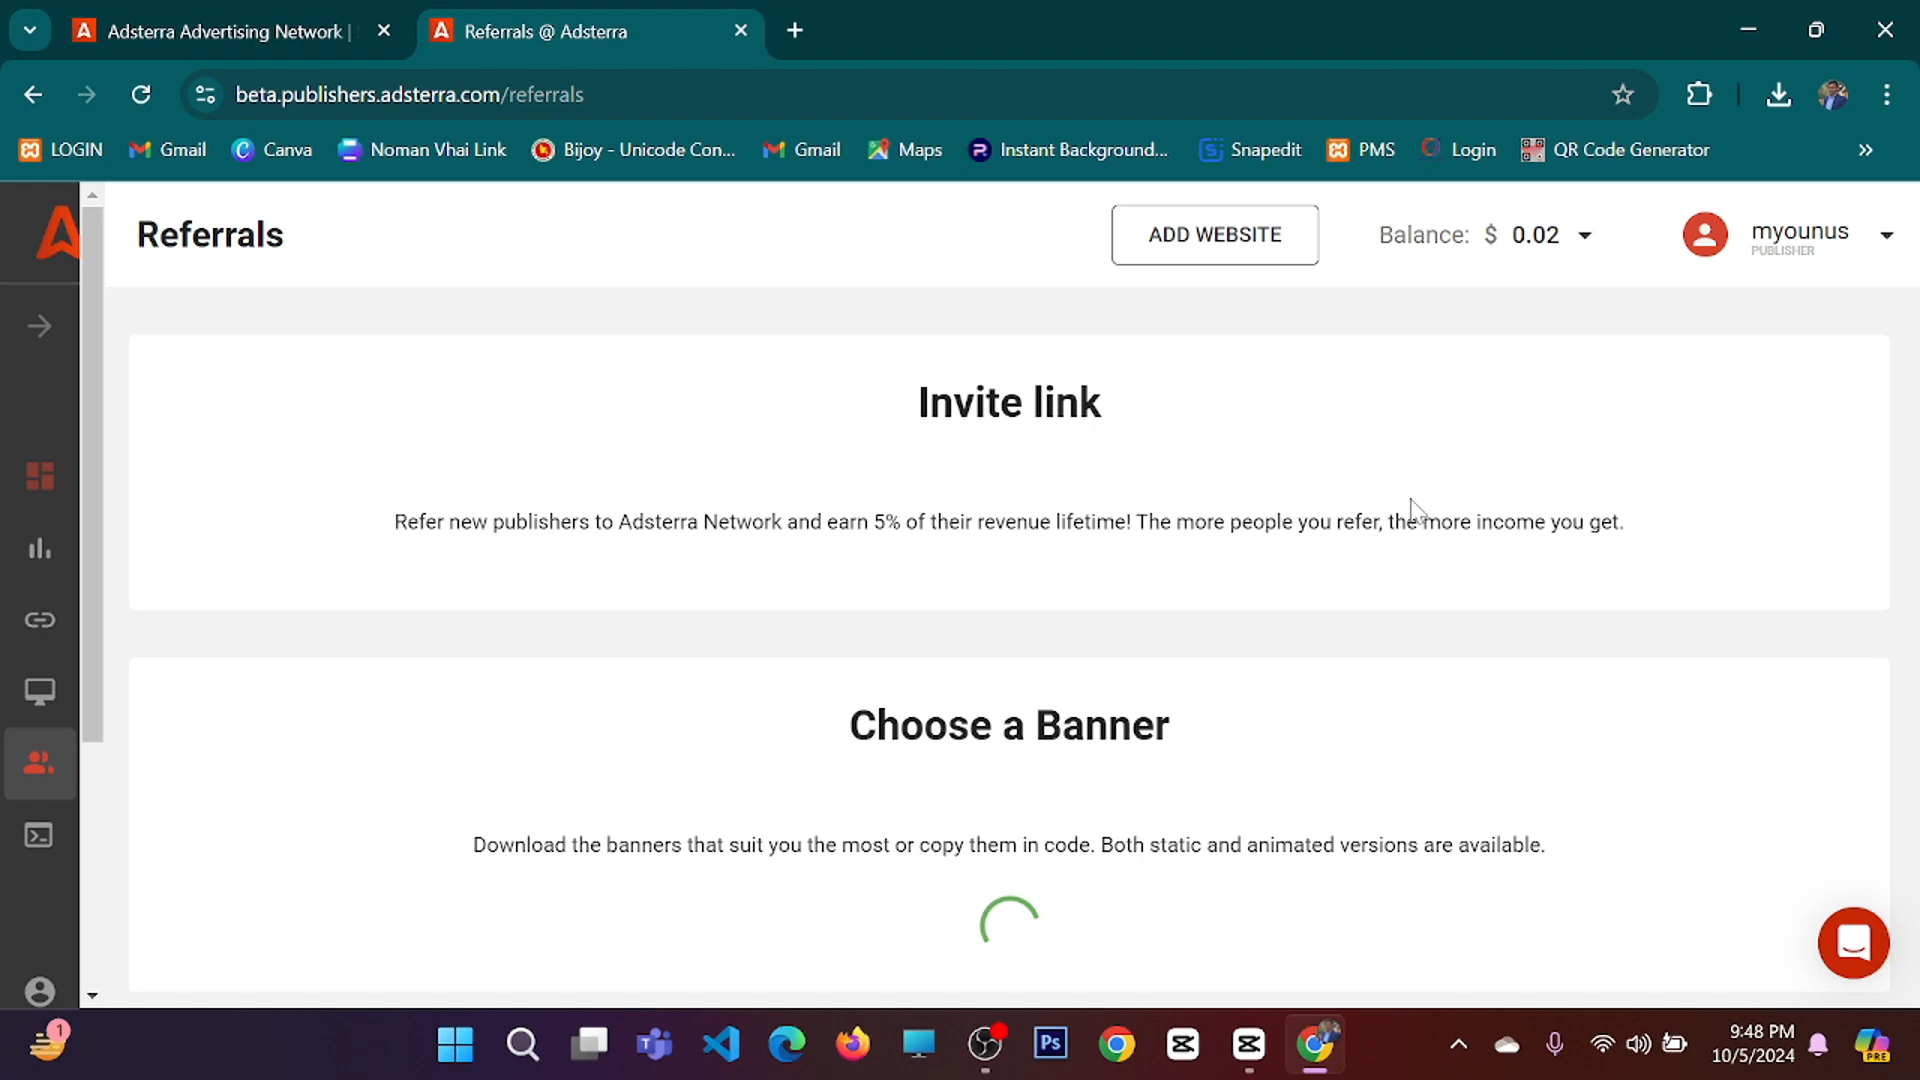 Adsterra Advertising Network |
Referrals @ Adsterra
beta.publishers.adsterra.com/referrals
LOGIN
Gmail
Canva
Noman Vhai Link
Bijoy - Unicode Con...
Gmail
Maps
Instant Background...
Snapedit
PMS
Login
QR Code Generator
Referrals
ADD WEBSITE
Balance: $ 0.02
myounus
PUBLISHER
Invite link
Refer new publishers to Adsterra Network and earn 5% of their revenue lifetime! The more people you refer, the more income you get.
Choose a Banner
Download the banners that suit you the most or copy them in code. Both static and animated versions are available.
1
Ps
9:48 PM
10/5/2024
PRE